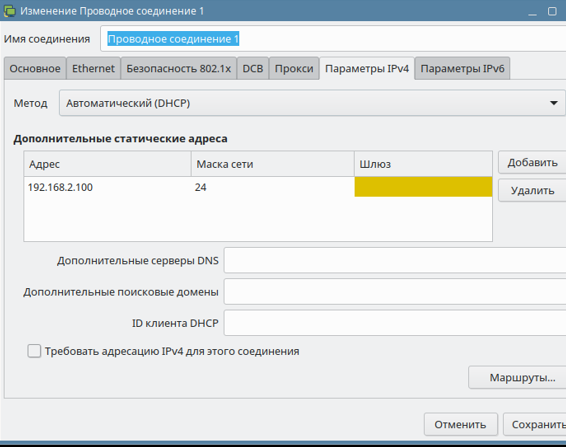 Изменение Проводное соединение 1
Имя соединения Проводное соединение 1
Основное Ethernet Безопасность 802.1x DCB Прокси Параметры IPv4 Параметры IPv6
Метод Автоматический (DHCP)
Дополнительные статические адреса
Адрес Маска сети Шлюз Добавить
192.168.2.100 24 Удалить
Дополнительные серверы DNS
Дополнительные поисковые домены
ID клиента DHCP
Требовать адресацию IPv4 для этого соединения
Маршруты...
Отменить Сохранить